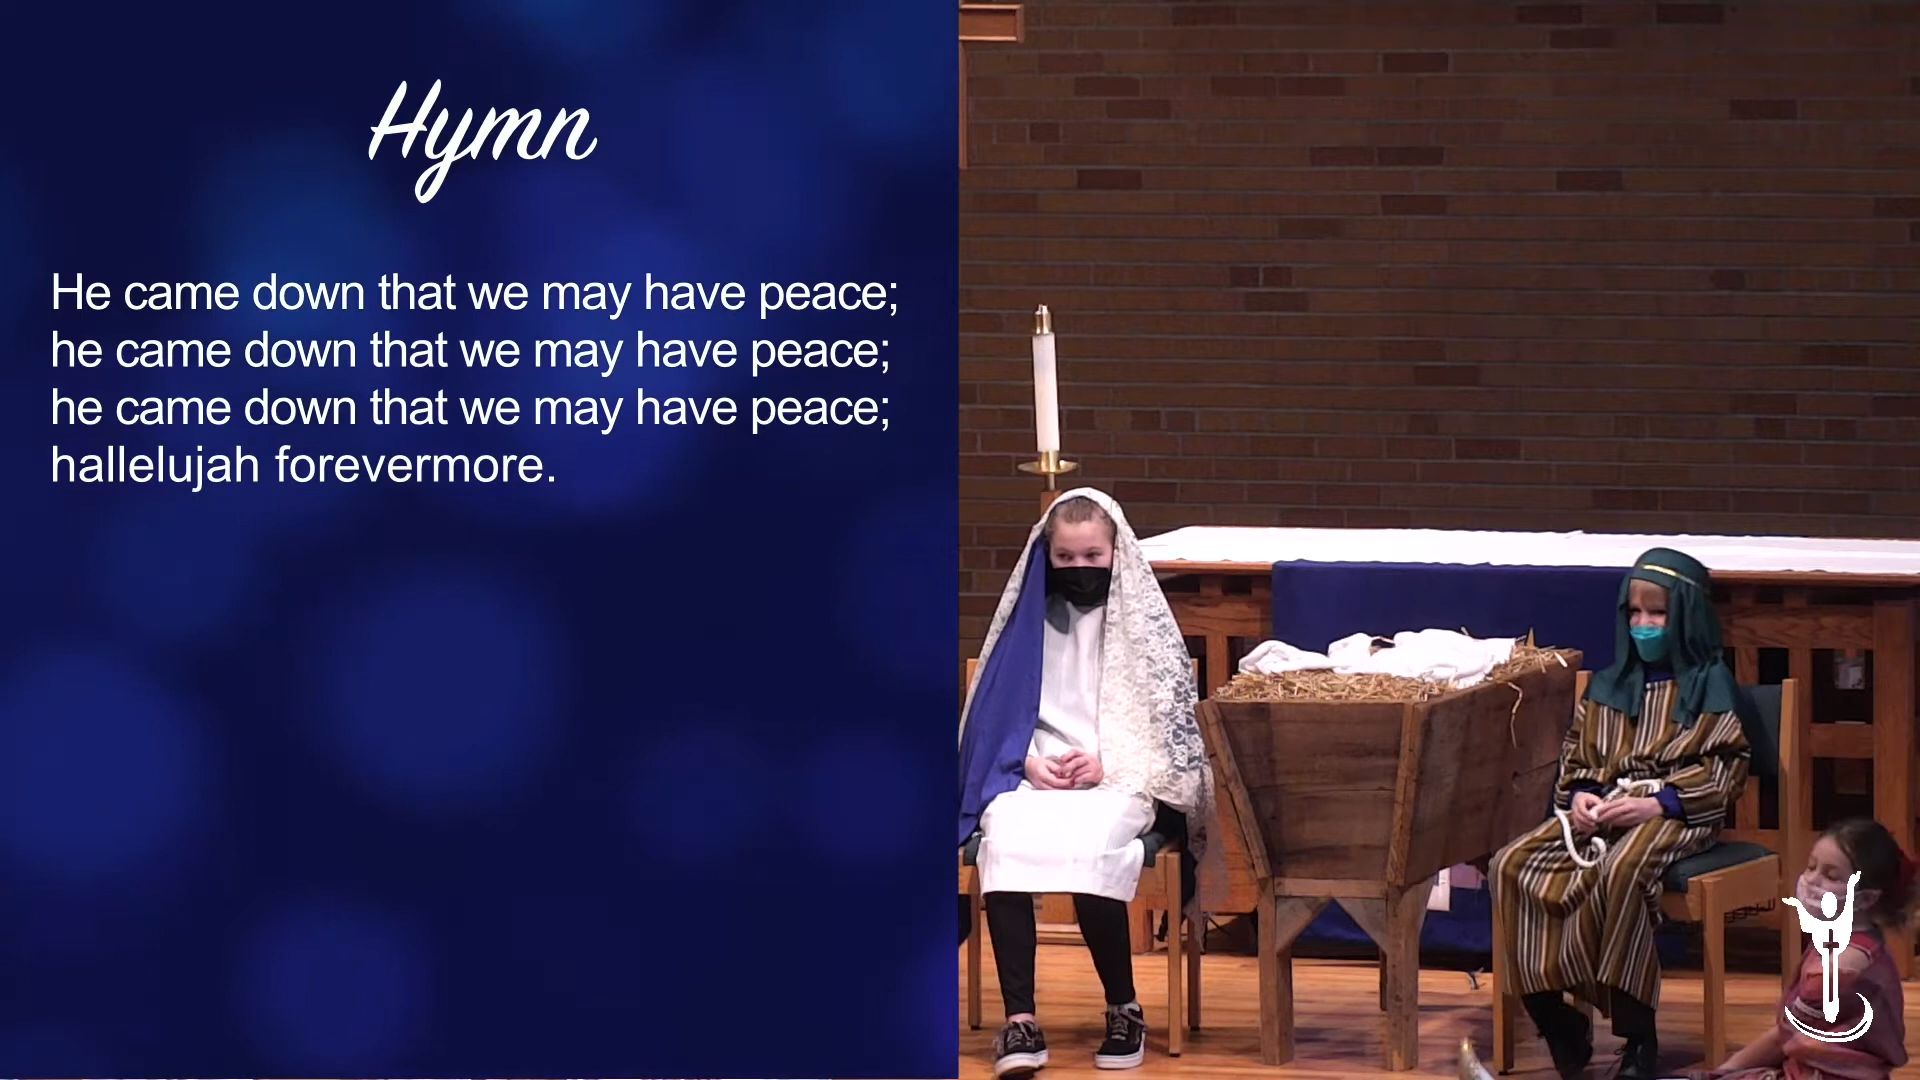 Hymn
He came down that we may have peace;
he came down that we may have peace;
he came down that we may have peace;
hallelujah forevermore.